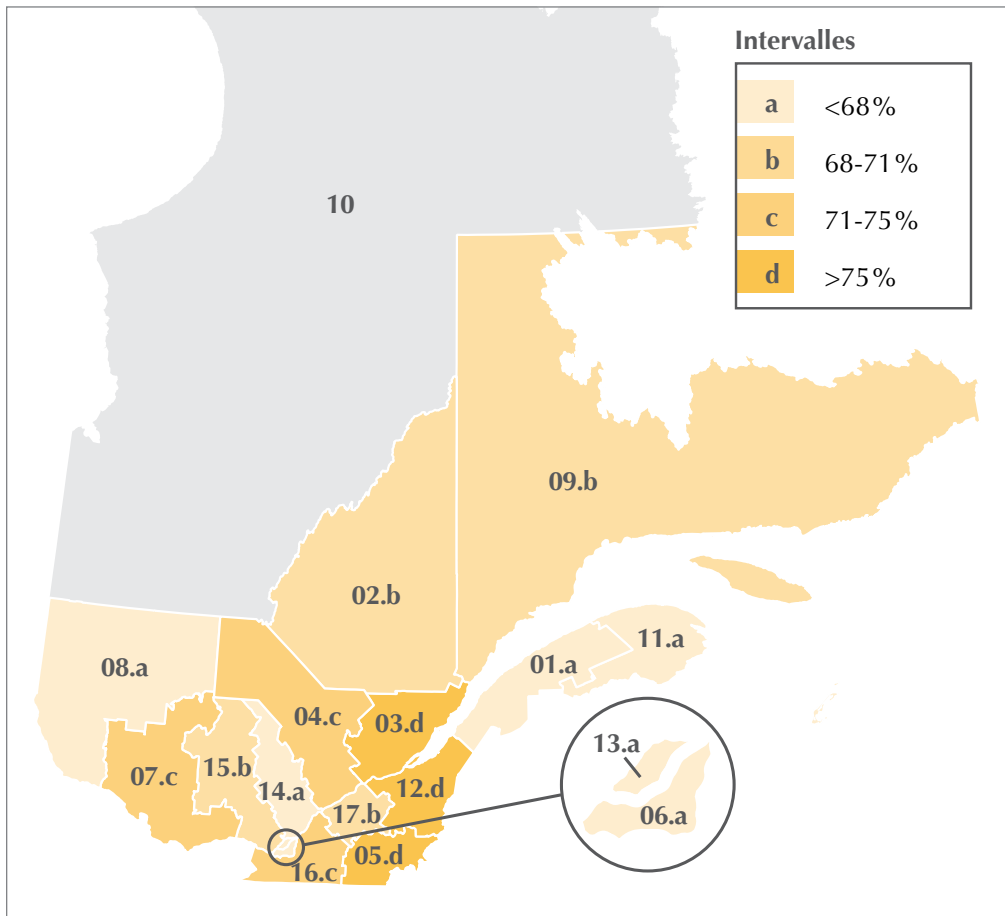 Intervalles
a <68%
b 68-71%
c 71-75%
d >75%
10
09.b
02.b
11.a
01.a
08.a
04.c
03.d
13.a
15.b
07.c
14.a
12.d
17.b
06.a
05.d
16.c